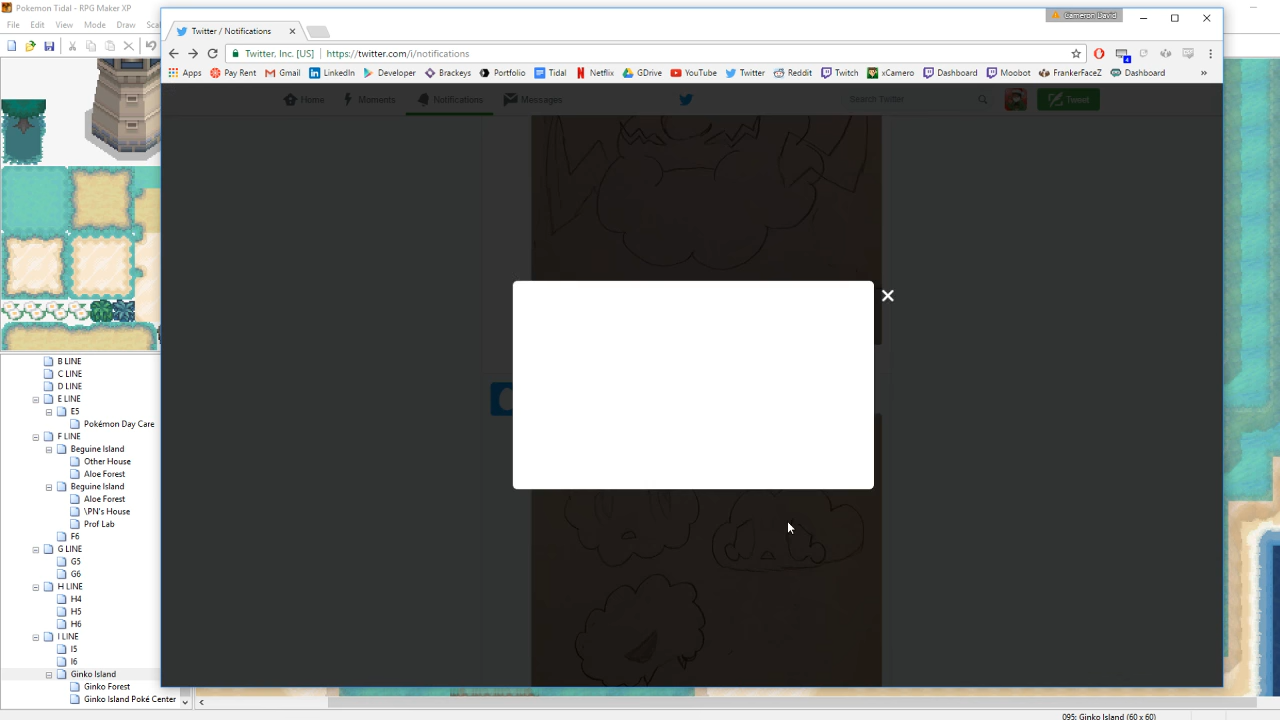 Pokemon Tidal - RPG Maker XP
File Edit View Mode Draw Sca
Cameron David
Twitter / Notifications
Twitter, Inc. [US] https://twitter.com/i/notifications
4
Apps Pay Rent Gmail LinkedIn Developer Brackeys Portfolio Tidal Netflix GDrive YouTube Twitter Reddit Twitch xCamero Dashboard Moobot FrankerFaceZ Dashboard »
Home Moments Notifications Messages Search Twitter Tweet
B LINE
C LINE
D LINE
E LINE
E5
Pokémon Day Care
F LINE
Beguine Island
Other House
Aloe Forest
Beguine Island
Aloe Forest
\PN's House
Prof Lab
F6
G LINE
G5
G6
H LINE
H4
H5
H6
I LINE
I5
I6
Ginko Island
Ginko Forest
Ginko Island Poké Center
095: Ginko Island (60 x 60)